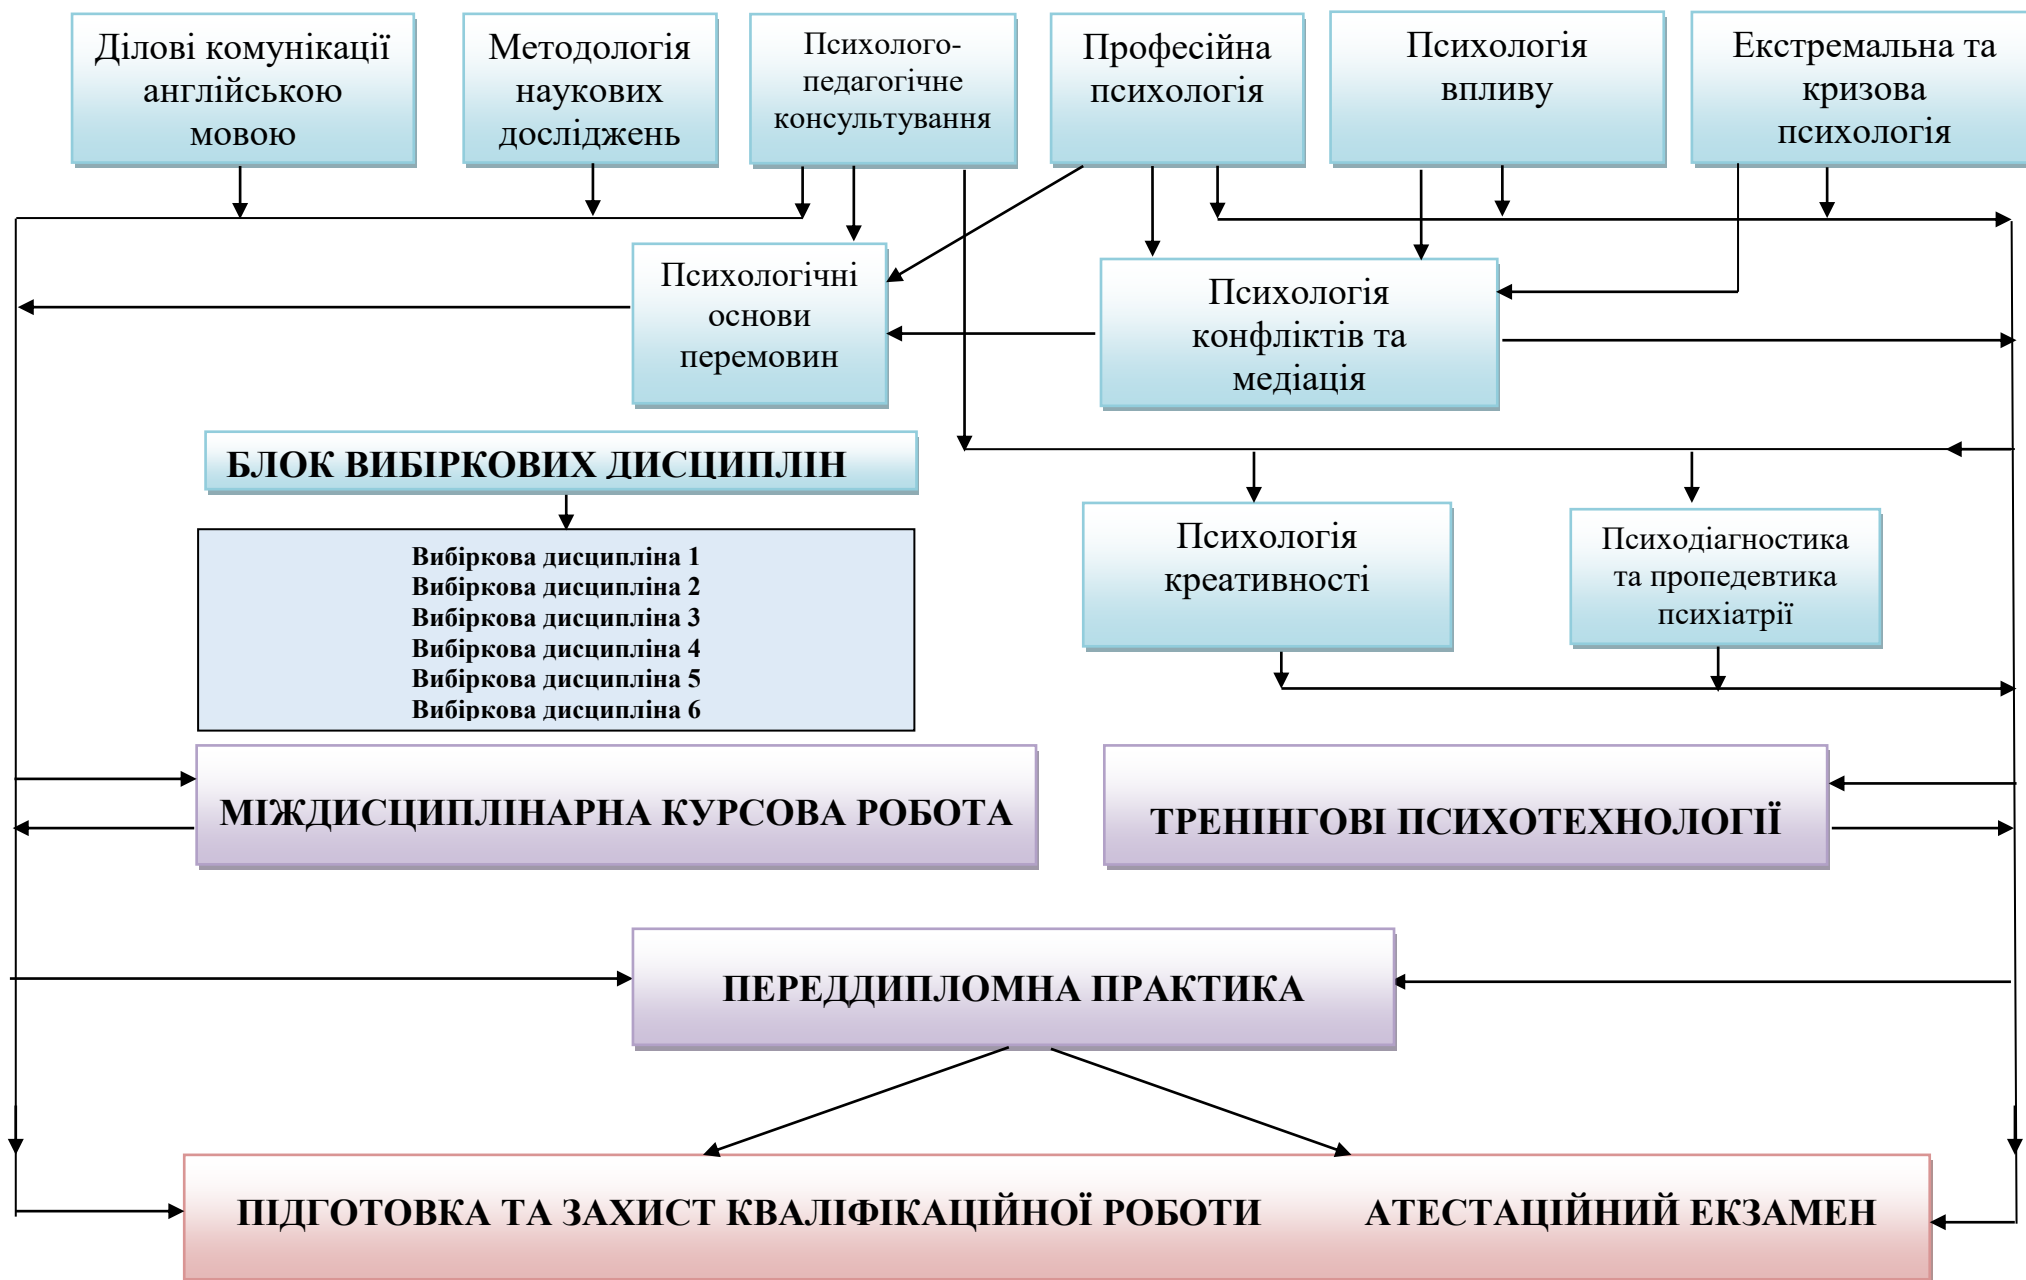 Ділові комунікації
англійською
мовою
Методологія
наукових
досліджень
Психолого-
педагогічне
консультування
Професійна
психологія
Психологія
впливу
Екстремальна та
кризова
психологія
Психологічні
основи
перемовин
Психологія
конфліктів та
медіація
БЛОК ВИБІРКОВИХ ДИСЦИПЛІН
Вибіркова дисципліна 1
Вибіркова дисципліна 2
Вибіркова дисципліна 3
Вибіркова дисципліна 4
Вибіркова дисципліна 5
Вибіркова дисципліна 6
Психологія
креативності
Психодіагностика
та пропедевтика
психіатрії
МІЖДИСЦИПЛІНАРНА КУРСОВА РОБОТА
ТРЕНІНГОВІ ПСИХОТЕХНОЛОГІЇ
ПЕРЕДДИПЛОМНА ПРАКТИКА
ПІДГОТОВКА ТА ЗАХИСТ КВАЛІФІКАЦІЙНОЇ РОБОТИ АТЕСТАЦІЙНИЙ ЕКЗАМЕН